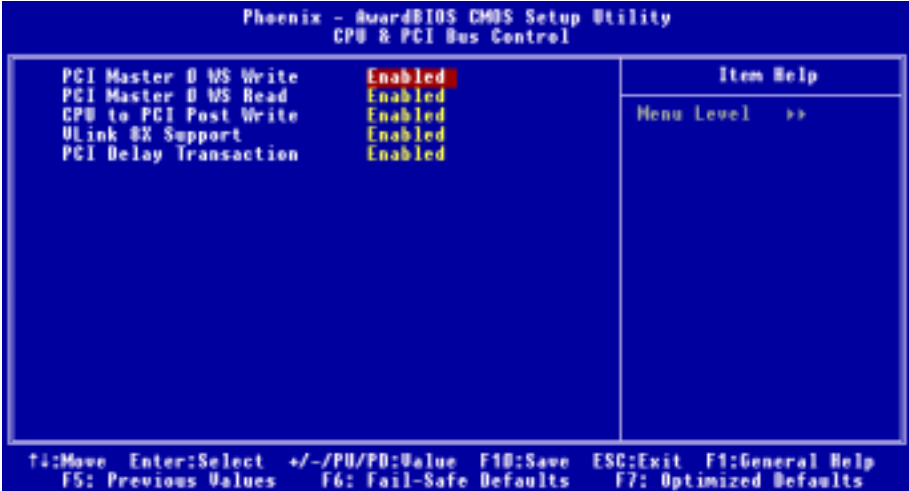 Phoenix - AwardBIOS CMOS Setup Utility
CPU & PCI Bus Control
PCI Master 0 WS Write Enabled
PCI Master 0 WS Read Enabled
CPU to PCI Post Write Enabled
VLink 8X Support Enabled
PCI Delay Transaction Enabled
Item Help
Menu Level ▸▸
↑↓:Move Enter:Select +/-/PU/PD:Value F10:Save ESC:Exit F1:General Help
F5: Previous Values F6: Fail-Safe Defaults F7: Optimized Defaults